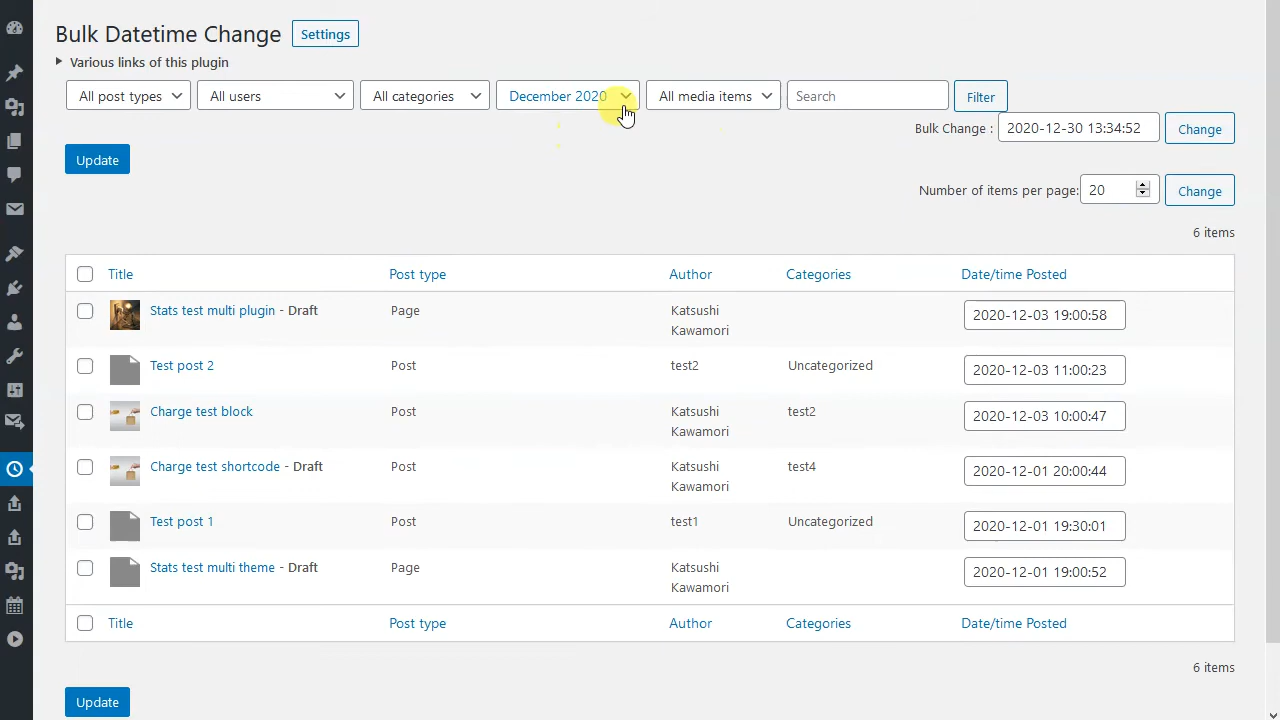 Bulk Datetime Change Settings
Various links of this plugin
All post types All users All categories December 2020 All media items Search Filter
Bulk Change : 2020-12-30 13:34:52 Change
Update
Number of items per page: 20 Change
6 items
Title Post type Author Categories Date/time Posted
Stats test multi plugin - Draft Page Katsushi 2020-12-03 19:00:58
Kawamori
Test post 2 Post test2 Uncategorized 2020-12-03 11:00:23
Charge test block Post Katsushi test2 2020-12-03 10:00:47
Kawamori
Charge test shortcode - Draft Post Katsushi test4 2020-12-01 20:00:44
Kawamori
Test post 1 Post test1 Uncategorized 2020-12-01 19:30:01
Stats test multi theme - Draft Page Katsushi 2020-12-01 19:00:52
Kawamori
Title Post type Author Categories Date/time Posted
6 items
Update